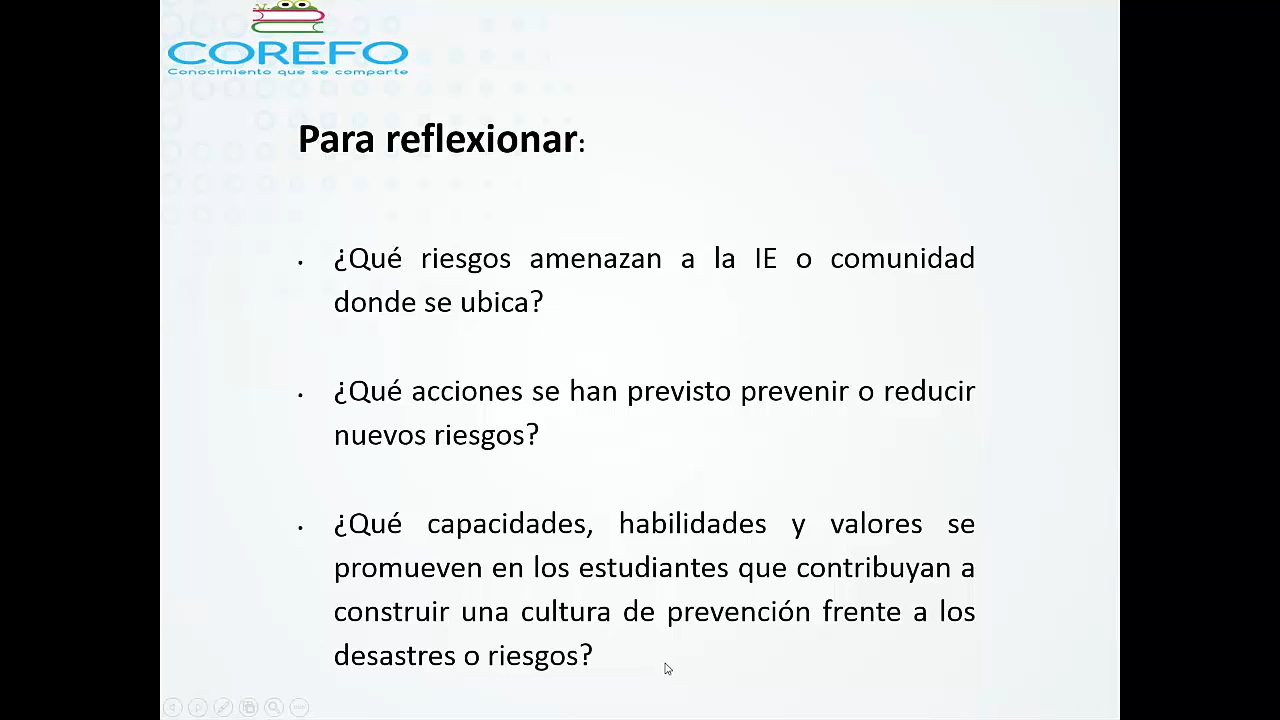 COREFO
Conocimiento que se comparte
Para reflexionar:
• ¿Qué riesgos amenazan a la IE o comunidad
donde se ubica?
• ¿Qué acciones se han previsto prevenir o reducir
nuevos riesgos?
• ¿Qué capacidades, habilidades y valores se
promueven en los estudiantes que contribuyan a
construir una cultura de prevención frente a los
desastres o riesgos?